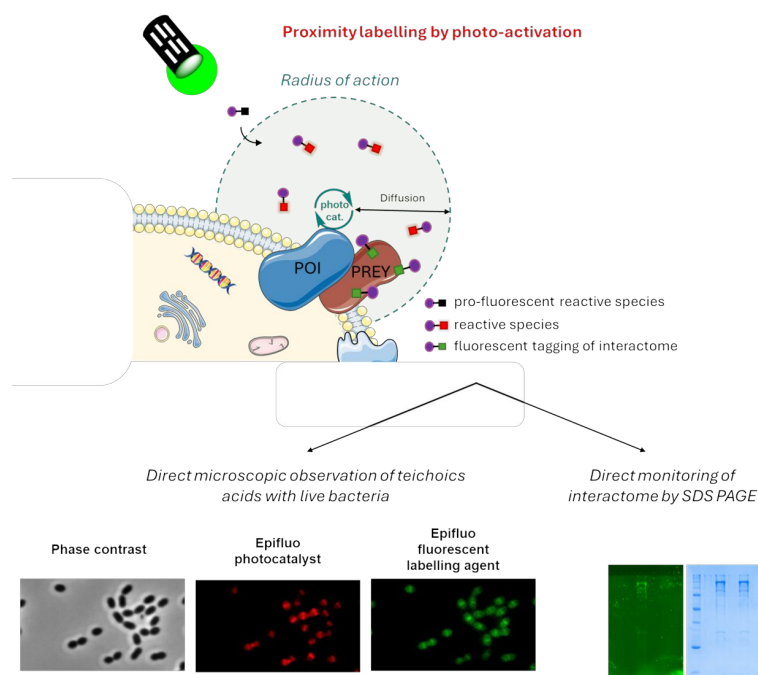 Proximity labelling by photo-activation
Radius of action
photo
cat.
Diffusion
POI
PREY
pro-fluorescent reactive species
reactive species
fluorescent tagging of interactome
Direct microscopic observation of teichoics
acids with live bacteria
Direct monitoring of
interactome by SDS PAGE
Phase contrast
Epifluo
photocatalyst
Epifluo
fluorescent
labelling agent